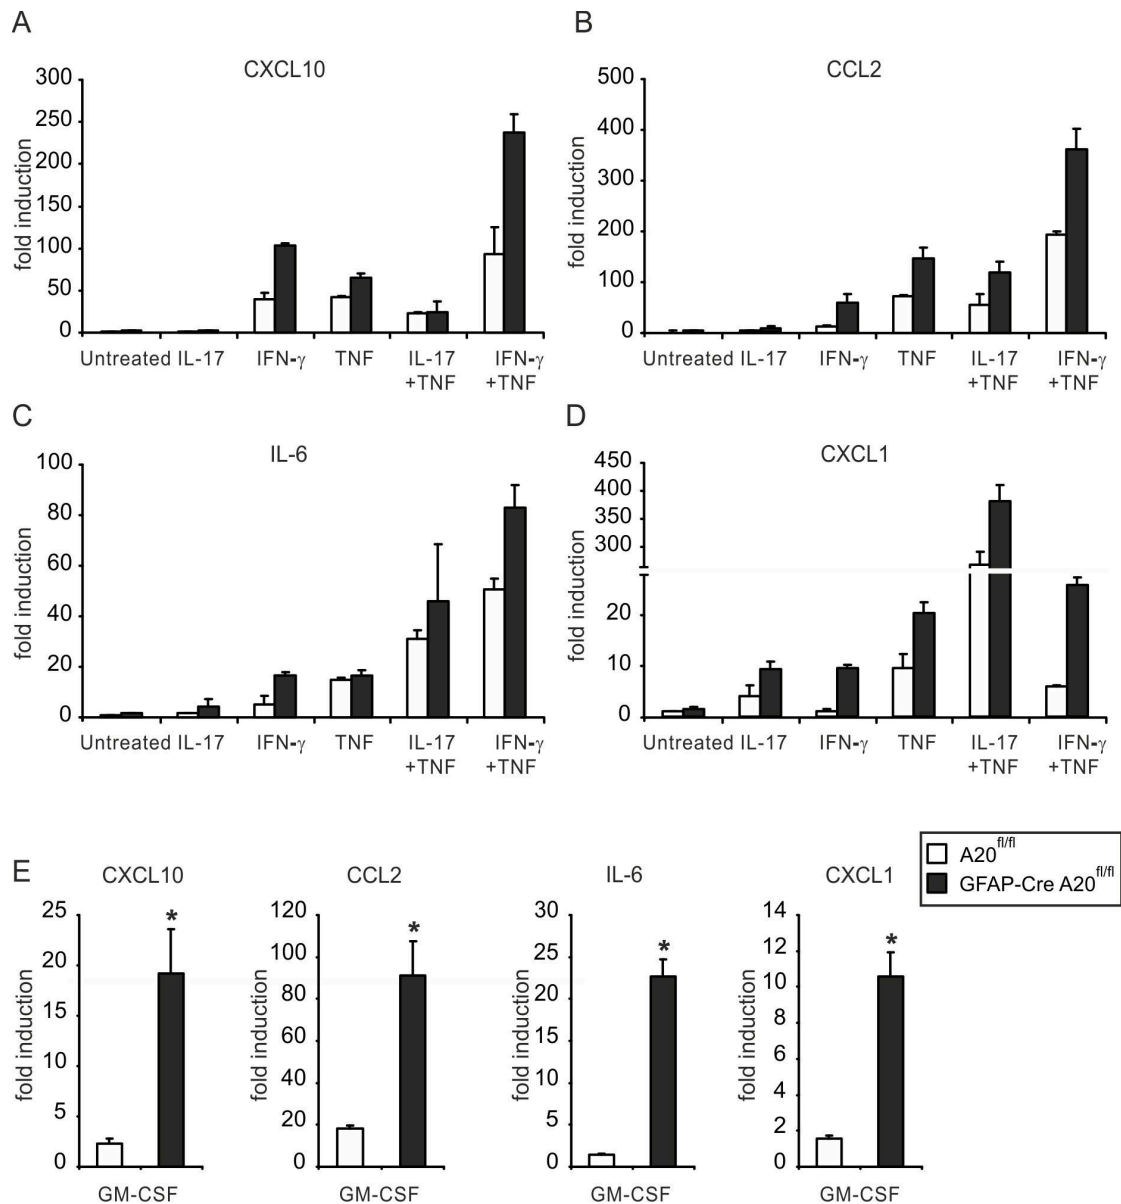 A
CXCL10
fold induction
300
250
200
150
100
50
0
Untreated IL-17 IFN-γ TNF IL-17 IFN-γ
+TNF +TNF
B
CCL2
fold induction
500
400
300
200
100
0
Untreated IL-17 IFN-γ TNF IL-17 IFN-γ
+TNF +TNF
C
IL-6
fold induction
100
80
60
40
20
0
Untreated IL-17 IFN-γ TNF IL-17 IFN-γ
+TNF +TNF
D
CXCL1
fold induction
450
400
350
300
20
10
0
Untreated IL-17 IFN-γ TNF IL-17 IFN-γ
+TNF +TNF
A20fl/fl
GFAP-Cre A20fl/fl
E
CXCL10
fold induction
25
20
15
10
5
0
*
GM-CSF
CCL2
fold induction
120
100
80
60
40
20
0
*
GM-CSF
IL-6
fold induction
30
25
20
15
10
5
0
*
GM-CSF
CXCL1
fold induction
14
12
10
8
6
4
2
0
*
GM-CSF